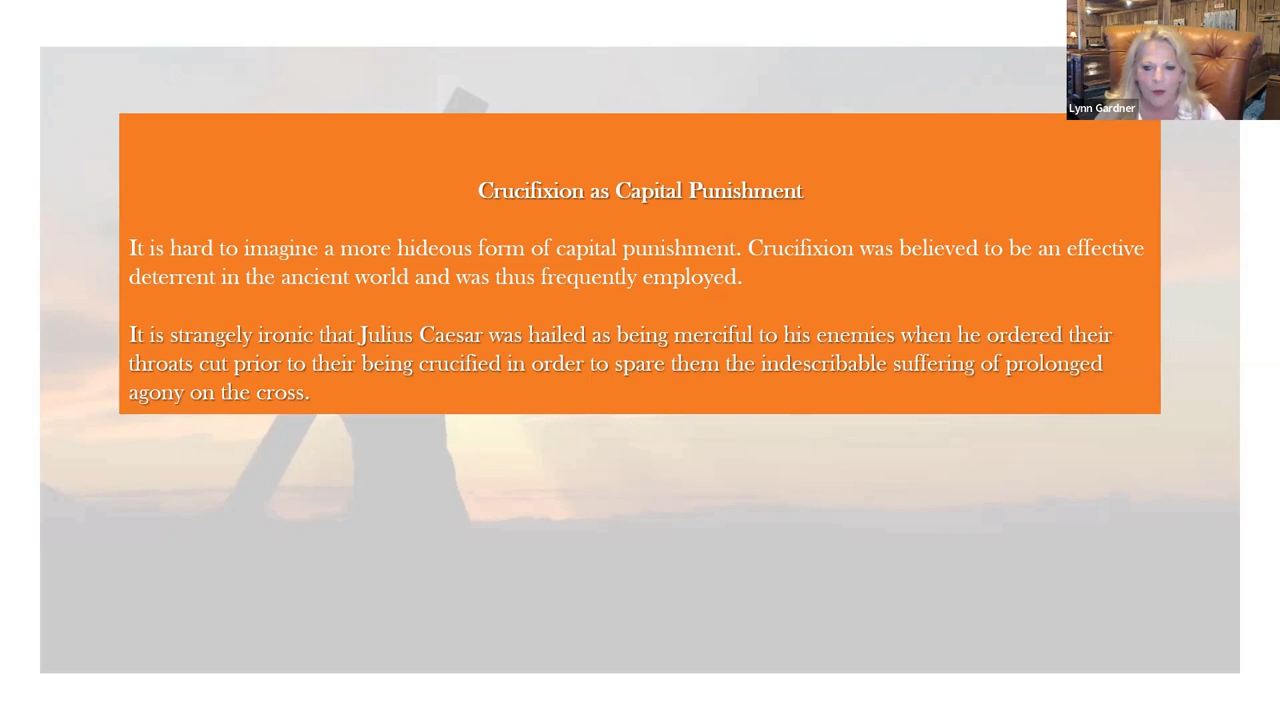 Lynn Gardner
Crucifixion as Capital Punishment
It is hard to imagine a more hideous form of capital punishment. Crucifixion was believed to be an effective
deterrent in the ancient world and was thus frequently employed.
It is strangely ironic that Julius Caesar was hailed as being merciful to his enemies when he ordered their
throats cut prior to their being crucified in order to spare them the indescribable suffering of prolonged
agony on the cross.